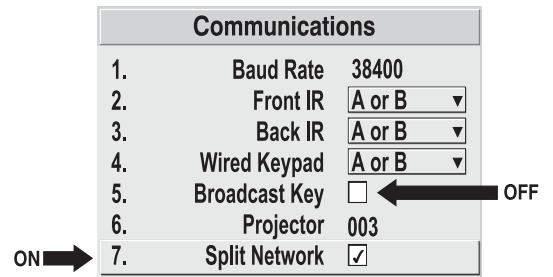 Communications
1. Baud Rate 38400
2. Front IR A or B
3. Back IR A or B
4. Wired Keypad A or B
5. Broadcast Key OFF
6. Projector 003
ON 7. Split Network ✓